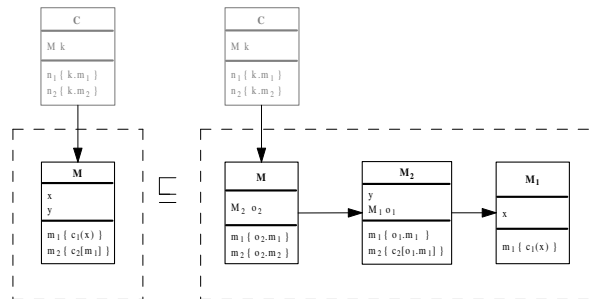 C
M k
n₁ { k.m₁ }
n₂ { k.m₂ }
M
x
y
m₁ { c₁(x) }
m₂ { c₂[m₁] }
⊑
C
M k
n₁ { k.m₁ }
n₂ { k.m₂ }
M
M₂ o₂
m₁ { o₂.m₁ }
m₂ { o₂.m₂ }
M₂
y
M₁ o₁
m₁ { o₁.m₁ }
m₂ { c₂[o₁.m₁] }
M₁
x
m₁ { c₁(x) }